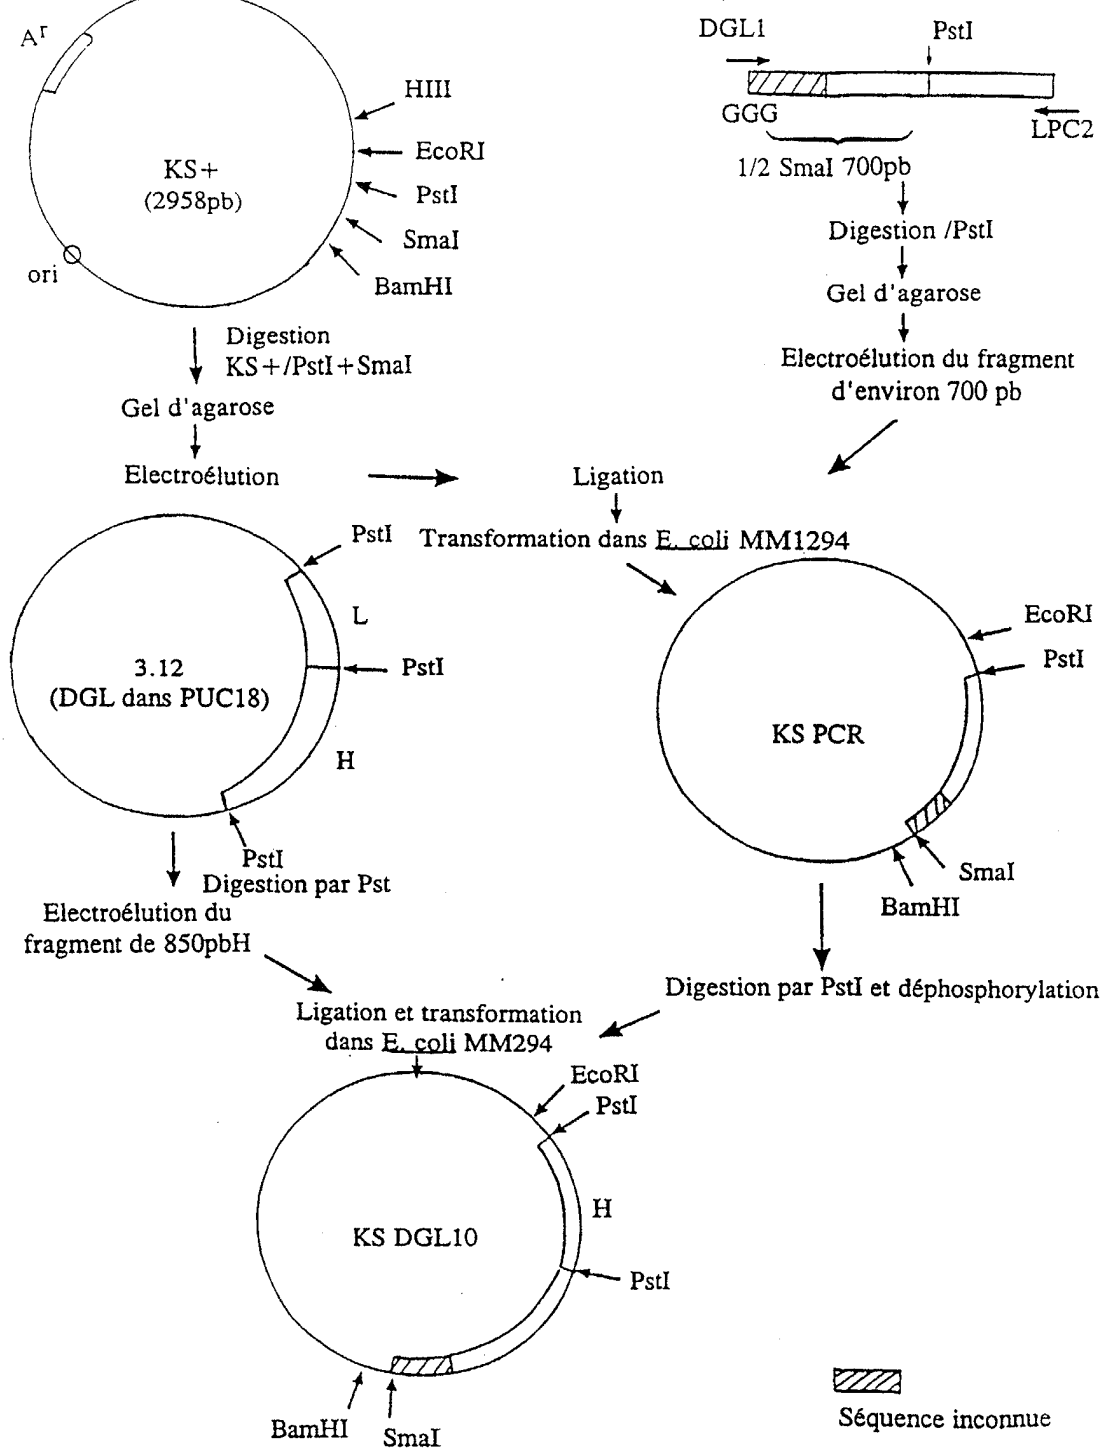 Ar
HIII
EcoRI
PstI
SmaI
BamHI
KS+
(2958pb)
ori
Digestion
KS+/PstI+SmaI
Gel d'agarose
Electroélution
DGL1
PstI
GGG
LPC2
1/2 SmaI 700pb
Digestion /PstI
Gel d'agarose
Electroélution du fragment
d'environ 700 pb
Ligation
Transformation dans E. coli MM1294
PstI
L
PstI
3.12
(DGL dans PUC18)
H
PstI
Digestion par Pst
Electroélution du
fragment de 850pbH
EcoRI
PstI
KS PCR
SmaI
BamHI
Digestion par PstI et déphosphorylation
Ligation et transformation
dans E. coli MM294
EcoRI
PstI
H
KS DGL10
PstI
BamHI
SmaI
Séquence inconnue